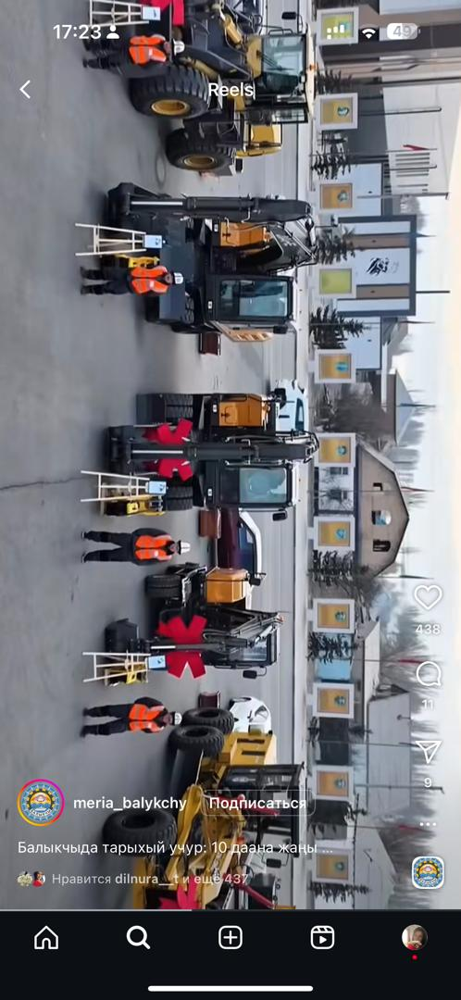 17:23
49
Reels
438
11
9
meria_balykchy
Подписаться
Балыкчыда тарыхый учур: 10 даана жаңы ...
Нравится dilnura__t и ещё 437